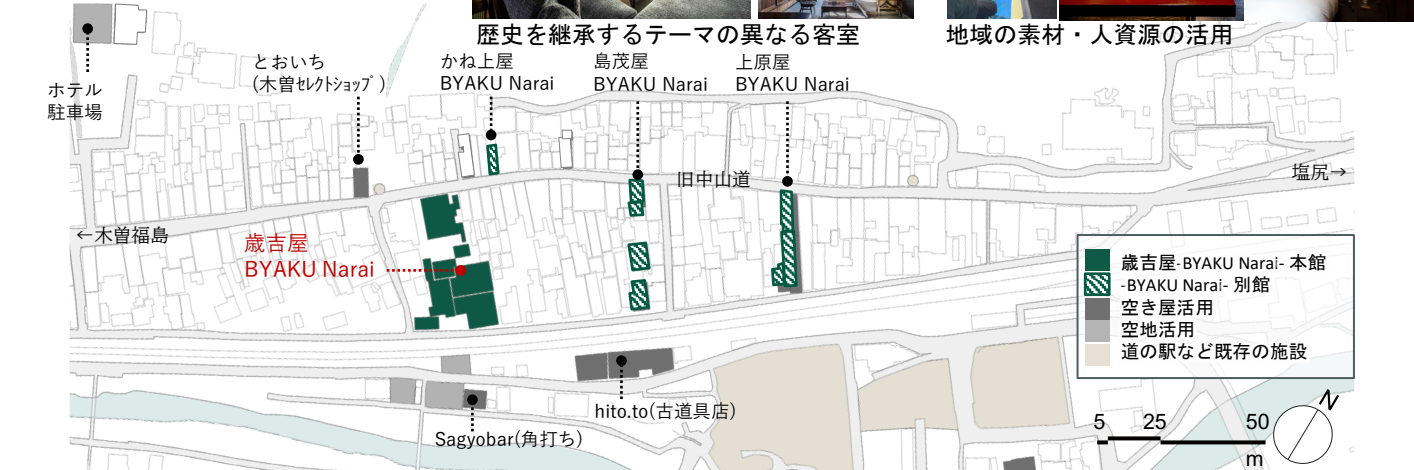 歴史を継承するテーマの異なる客室
地域の素材・人資源の活用
ホテル
駐車場
とおいち
(木曽ｾﾚｸﾄｼｮｯﾌﾟ)
かね上屋
BYAKU Narai
島茂屋
BYAKU Narai
上原屋
BYAKU Narai
旧中山道
塩尻→
←木曽福島
歳吉屋
BYAKU Narai
歳吉屋-BYAKU Narai- 本館
-BYAKU Narai- 別館
空き屋活用
空地活用
道の駅など既存の施設
hito.to(古道具店)
Sagyobar(角打ち)
5 25 50
m
N